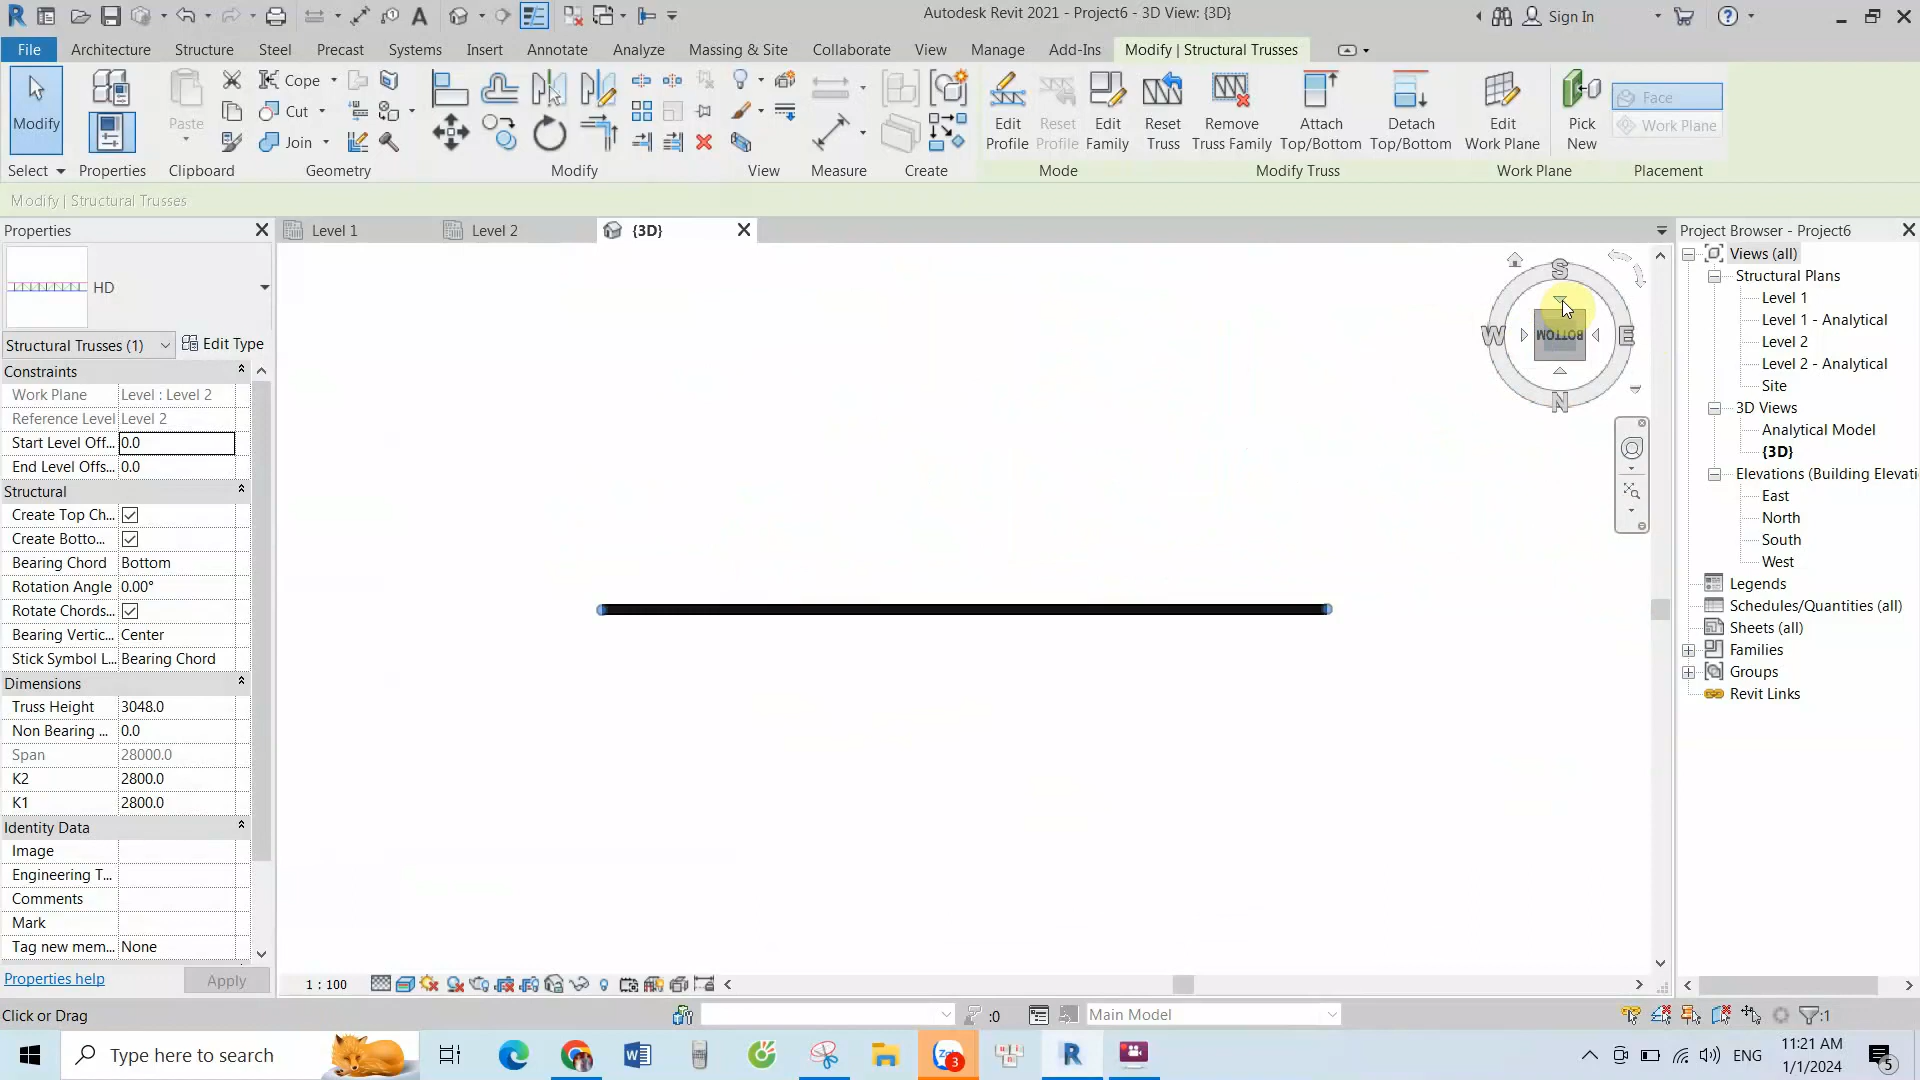 Autodesk Revit 2021 - Project6 - 3D View: {3D}
Sign In
File
Architecture
Structure
Steel
Precast
Systems
Insert
Annotate
Analyze
Massing & Site
Collaborate
View
Manage
Add-Ins
Modify | Structural Trusses
Modify
Paste
Cope
Cut
Join
Edit
Profile
Reset
Profile
Edit
Family
Reset
Truss
Remove
Truss Family
Attach
Top/Bottom
Detach
Top/Bottom
Edit
Work Plane
Pick
New
Face
Work Plane
Select
Properties
Clipboard
Geometry
Modify
View
Measure
Create
Mode
Modify Truss
Work Plane
Placement
Modify | Structural Trusses
Properties
Level 1
Level 2
{3D}
Project Browser - Project6
HD
Structural Trusses (1)
Edit Type
Constraints
Work Plane Level : Level 2
Reference Level Level 2
Start Level Off... 0.0
End Level Offs... 0.0
Structural
Create Top Ch...
Create Botto...
Bearing Chord Bottom
Rotation Angle 0.00°
Rotate Chords...
Bearing Vertic... Center
Stick Symbol L... Bearing Chord
Dimensions
Truss Height 3048.0
Non Bearing ... 0.0
Span 28000.0
K2 2800.0
K1 2800.0
Identity Data
Image
Engineering T...
Comments
Mark
Tag new mem... None
Properties help
Apply
S
W
BOTTOM
E
N
Views (all)
Structural Plans
Level 1
Level 1 - Analytical
Level 2
Level 2 - Analytical
Site
3D Views
Analytical Model
{3D}
Elevations (Building Elevati
East
North
South
West
Legends
Schedules/Quantities (all)
Sheets (all)
Families
Groups
Revit Links
1 : 100
Click or Drag
:0
Main Model
:1
Type here to search
3
ENG
11:21 AM
1/1/2024
5